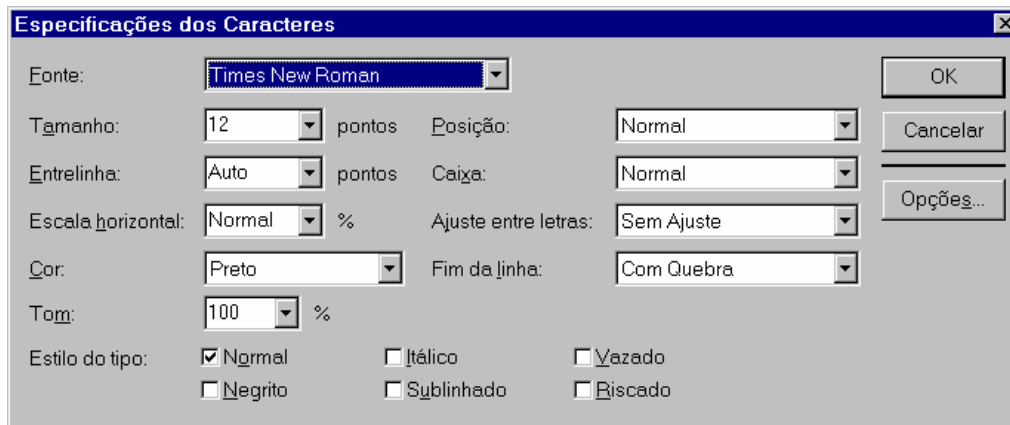 Especificações dos Caracteres
Fonte: Times New Roman OK
Tamanho: 12 pontos Posição: Normal Cancelar
Entrelinha: Auto pontos Caixa: Normal
Escala horizontal: Normal % Ajuste entre letras: Sem Ajuste Opções...
Cor: Preto Fim da linha: Com Quebra
Tom: 100 %
Estilo do tipo: Normal Itálico Vazado
Negrito Sublinhado Riscado